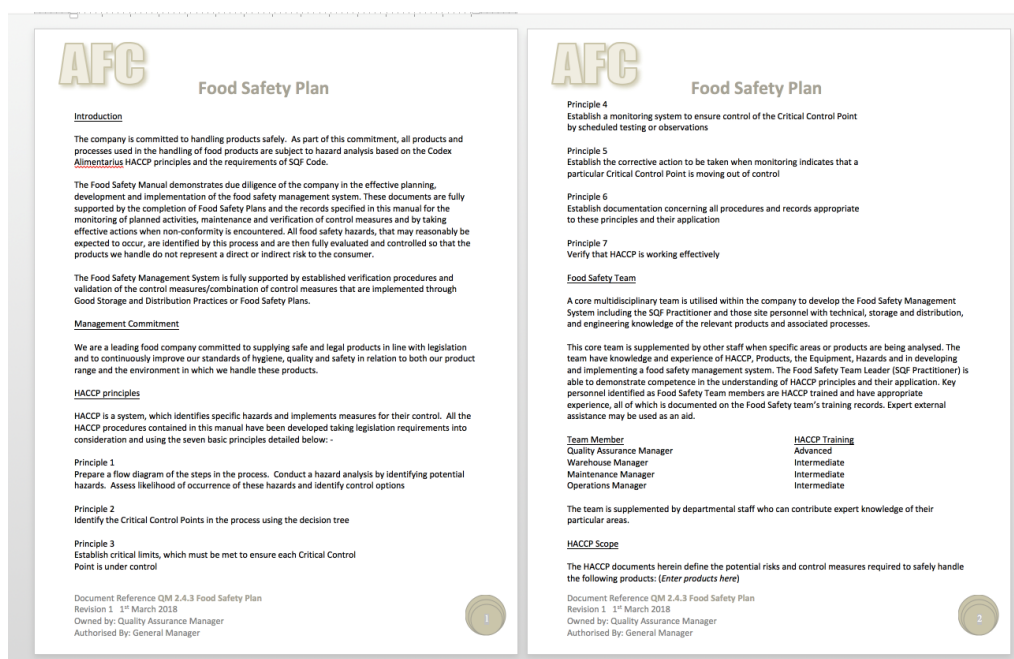 AFC
Food Safety Plan
Introduction
The company is committed to handling products safely.  As part of this commitment, all products and
processes used in the handling of food products are subject to hazard analysis based on the Codex
Alimentarius HACCP principles and the requirements of SQF Code.
The Food Safety Manual demonstrates due diligence of the company in the effective planning,
development and implementation of the food safety management system. These documents are fully
supported by the completion of Food Safety Plans and the records specified in this manual for the
monitoring of planned activities, maintenance and verification of control measures and by taking
effective actions when non-conformity is encountered. All food safety hazards, that may reasonably be
expected to occur, are identified by this process and are then fully evaluated and controlled so that the
products we handle do not represent a direct or indirect risk to the consumer.
The Food Safety Management System is fully supported by established verification procedures and
validation of the control measures/combination of control measures that are implemented through
Good Storage and Distribution Practices or Food Safety Plans.
Management Commitment
We are a leading food company committed to supplying safe and legal products in line with legislation
and to continuously improve our standards of hygiene, quality and safety in relation to both our product
range and the environment in which we handle these products.
HACCP principles
HACCP is a system, which identifies specific hazards and implements measures for their control.  All the
HACCP procedures contained in this manual have been developed taking legislation requirements into
consideration and using the seven basic principles detailed below: -
Principle 1
Prepare a flow diagram of the steps in the process.  Conduct a hazard analysis by identifying potential
hazards.  Assess likelihood of occurrence of these hazards and identify control options
Principle 2
Identify the Critical Control Points in the process using the decision tree
Principle 3
Establish critical limits, which must be met to ensure each Critical Control
Point is under control
Document Reference QM 2.4.3 Food Safety Plan
Revision 1   1st March 2018
Owned by: Quality Assurance Manager
Authorised By: General Manager
1
AFC
Food Safety Plan
Principle 4
Establish a monitoring system to ensure control of the Critical Control Point
by scheduled testing or observations
Principle 5
Establish the corrective action to be taken when monitoring indicates that a
particular Critical Control Point is moving out of control
Principle 6
Establish documentation concerning all procedures and records appropriate
to these principles and their application
Principle 7
Verify that HACCP is working effectively
Food Safety Team
A core multidisciplinary team is utilised within the company to develop the Food Safety Management
System including the SQF Practitioner and those site personnel with technical, storage and distribution,
and engineering knowledge of the relevant products and associated processes.
This core team is supplemented by other staff when specific areas or products are being analysed. The
team have knowledge and experience of HACCP, Products, the Equipment, Hazards and in developing
and implementing a food safety management system. The Food Safety Team Leader (SQF Practitioner) is
able to demonstrate competence in the understanding of HACCP principles and their application. Key
personnel identified as Food Safety Team members are HACCP trained and have appropriate
experience, all of which is documented on the Food Safety team's training records. Expert external
assistance may be used as an aid.
Team Member HACCP Training
Quality Assurance Manager Advanced
Warehouse Manager Intermediate
Maintenance Manager Intermediate
Operations Manager Intermediate
The team is supplemented by departmental staff who can contribute expert knowledge of their
particular areas.
HACCP Scope
The HACCP documents herein define the potential risks and control measures required to safely handle
the following products: (Enter products here)
Document Reference QM 2.4.3 Food Safety Plan
Revision 1   1st March 2018
Owned by: Quality Assurance Manager
Authorised By: General Manager
2